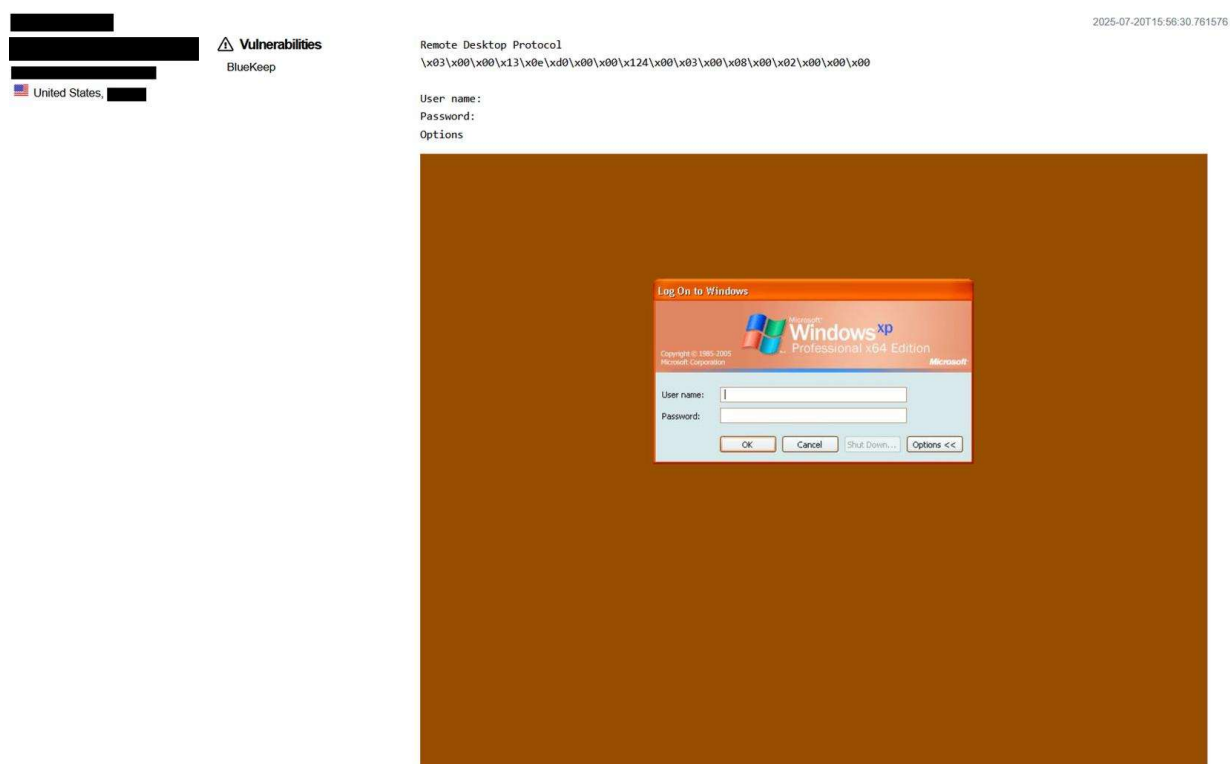 2025-07-20T15:56:30.761576
United States,
Vulnerabilities
BlueKeep
Remote Desktop Protocol
\x03\x00\x00\x13\x0e\xd0\x00\x00\x124\x00\x03\x00\x08\x00\x02\x00\x00\x00
User name:
Password:
Options
Log On to Windows
Microsoft
Windows xp
Professional x64 Edition
Copyright © 1985-2005
Microsoft Corporation
Microsoft
User name:
Password:
OK Cancel Shut Down... Options <<